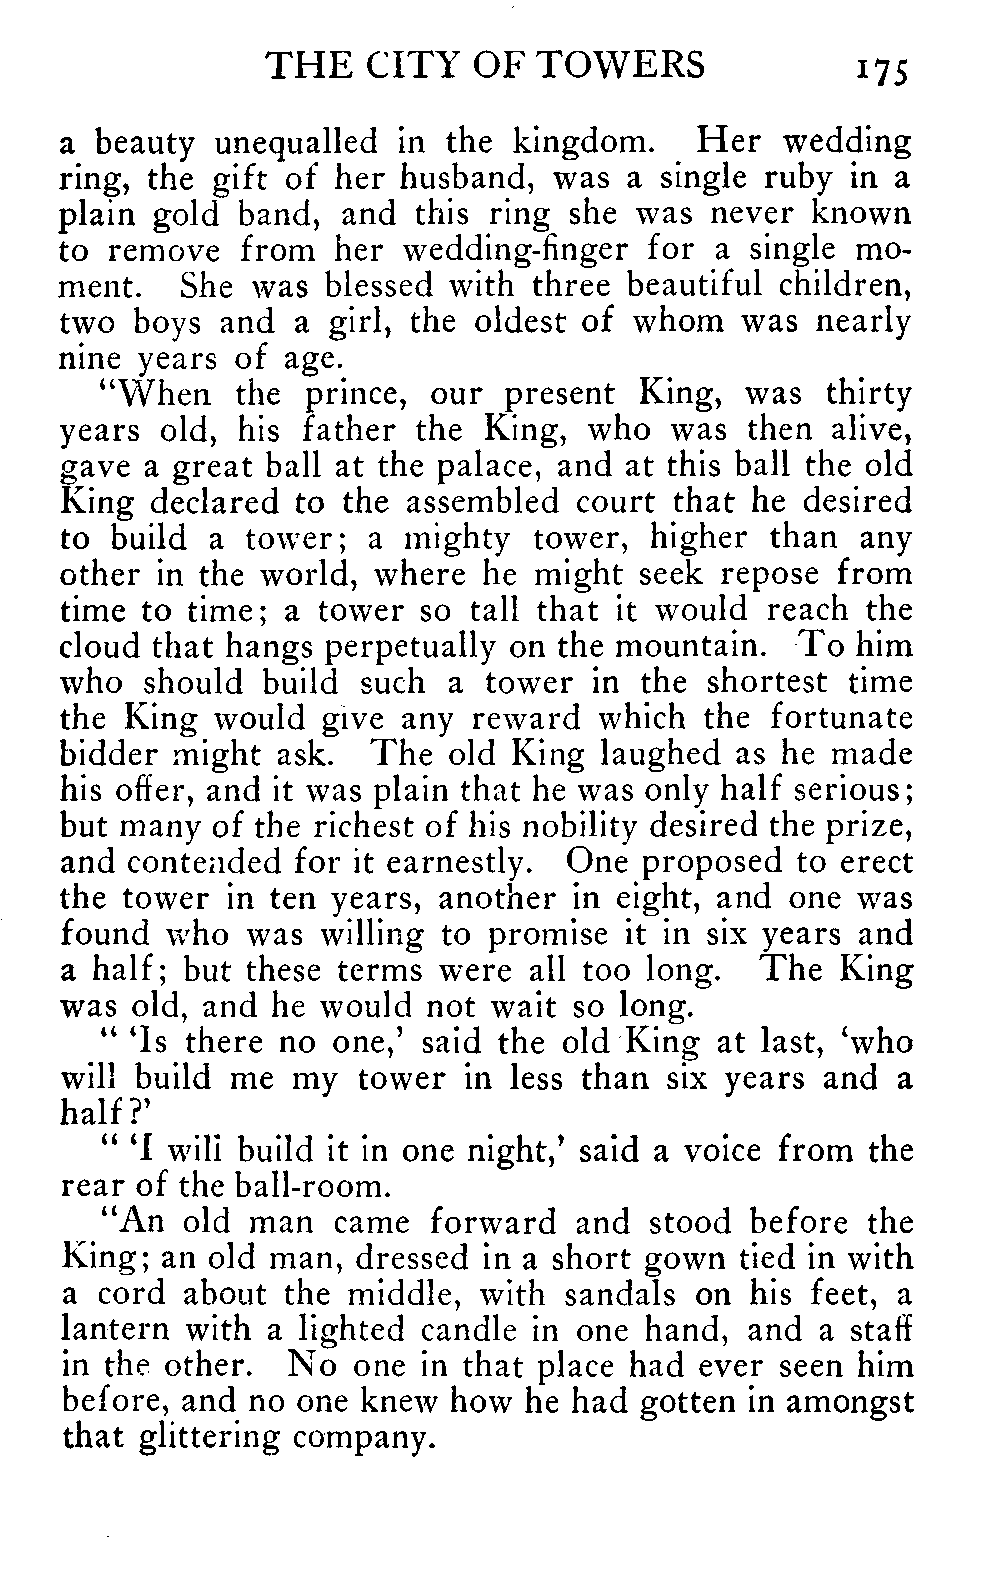 THE CITY OF TOWERS 175
a beauty unequalled in the kingdom. Her wedding
ring, the gift of her husband, was a single ruby in a
plain gold band, and this ring she was never known
to remove from her wedding-finger for a single mo-
ment. She was blessed with three beautiful children,
two boys and a girl, the oldest of whom was nearly
nine years of age.
"When the prince, our present King, was thirty
years old, his father the King, who was then alive,
gave a great ball at the palace, and at this ball the old
King declared to the assembled court that he desired
to build a tower; a mighty tower, higher than any
other in the world, where he might seek repose from
time to time; a tower so tall that it would reach the
cloud that hangs perpetually on the mountain. To him
who should build such a tower in the shortest time
the King would give any reward which the fortunate
bidder might ask. The old King laughed as he made
his offer, and it was plain that he was only half serious;
but many of the richest of his nobility desired the prize,
and contended for it earnestly. One proposed to erect
the tower in ten years, another in eight, and one was
found who was willing to promise it in six years and
a half; but these terms were all too long. The King
was old, and he would not wait so long.
" 'Is there no one,' said the old King at last, 'who
will build me my tower in less than six years and a
half?'
" 'I will build it in one night,' said a voice from the
rear of the ball-room.
"An old man came forward and stood before the
King; an old man, dressed in a short gown tied in with
a cord about the middle, with sandals on his feet, a
lantern with a lighted candle in one hand, and a staff
in the other. No one in that place had ever seen him
before, and no one knew how he had gotten in amongst
that glittering company.